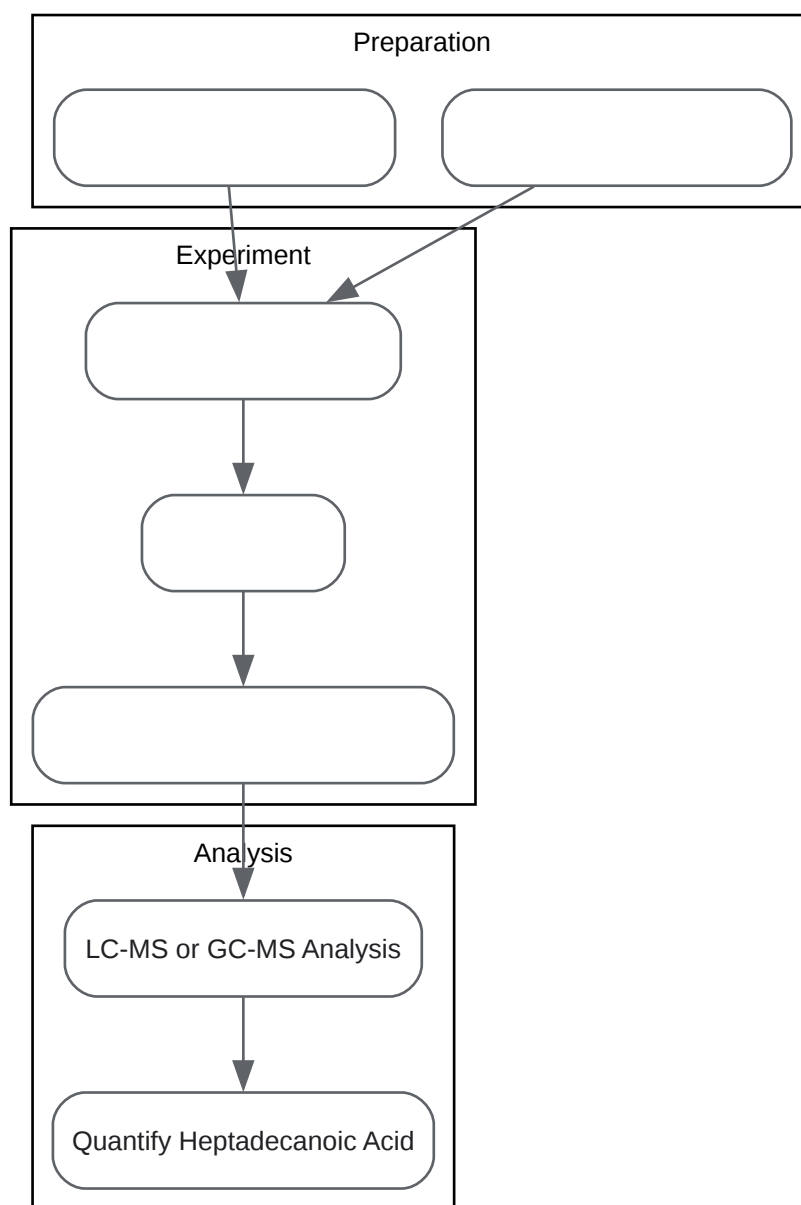 Preparation
Experiment
Analysis
LC-MS or GC-MS Analysis
Quantify Heptadecanoic Acid